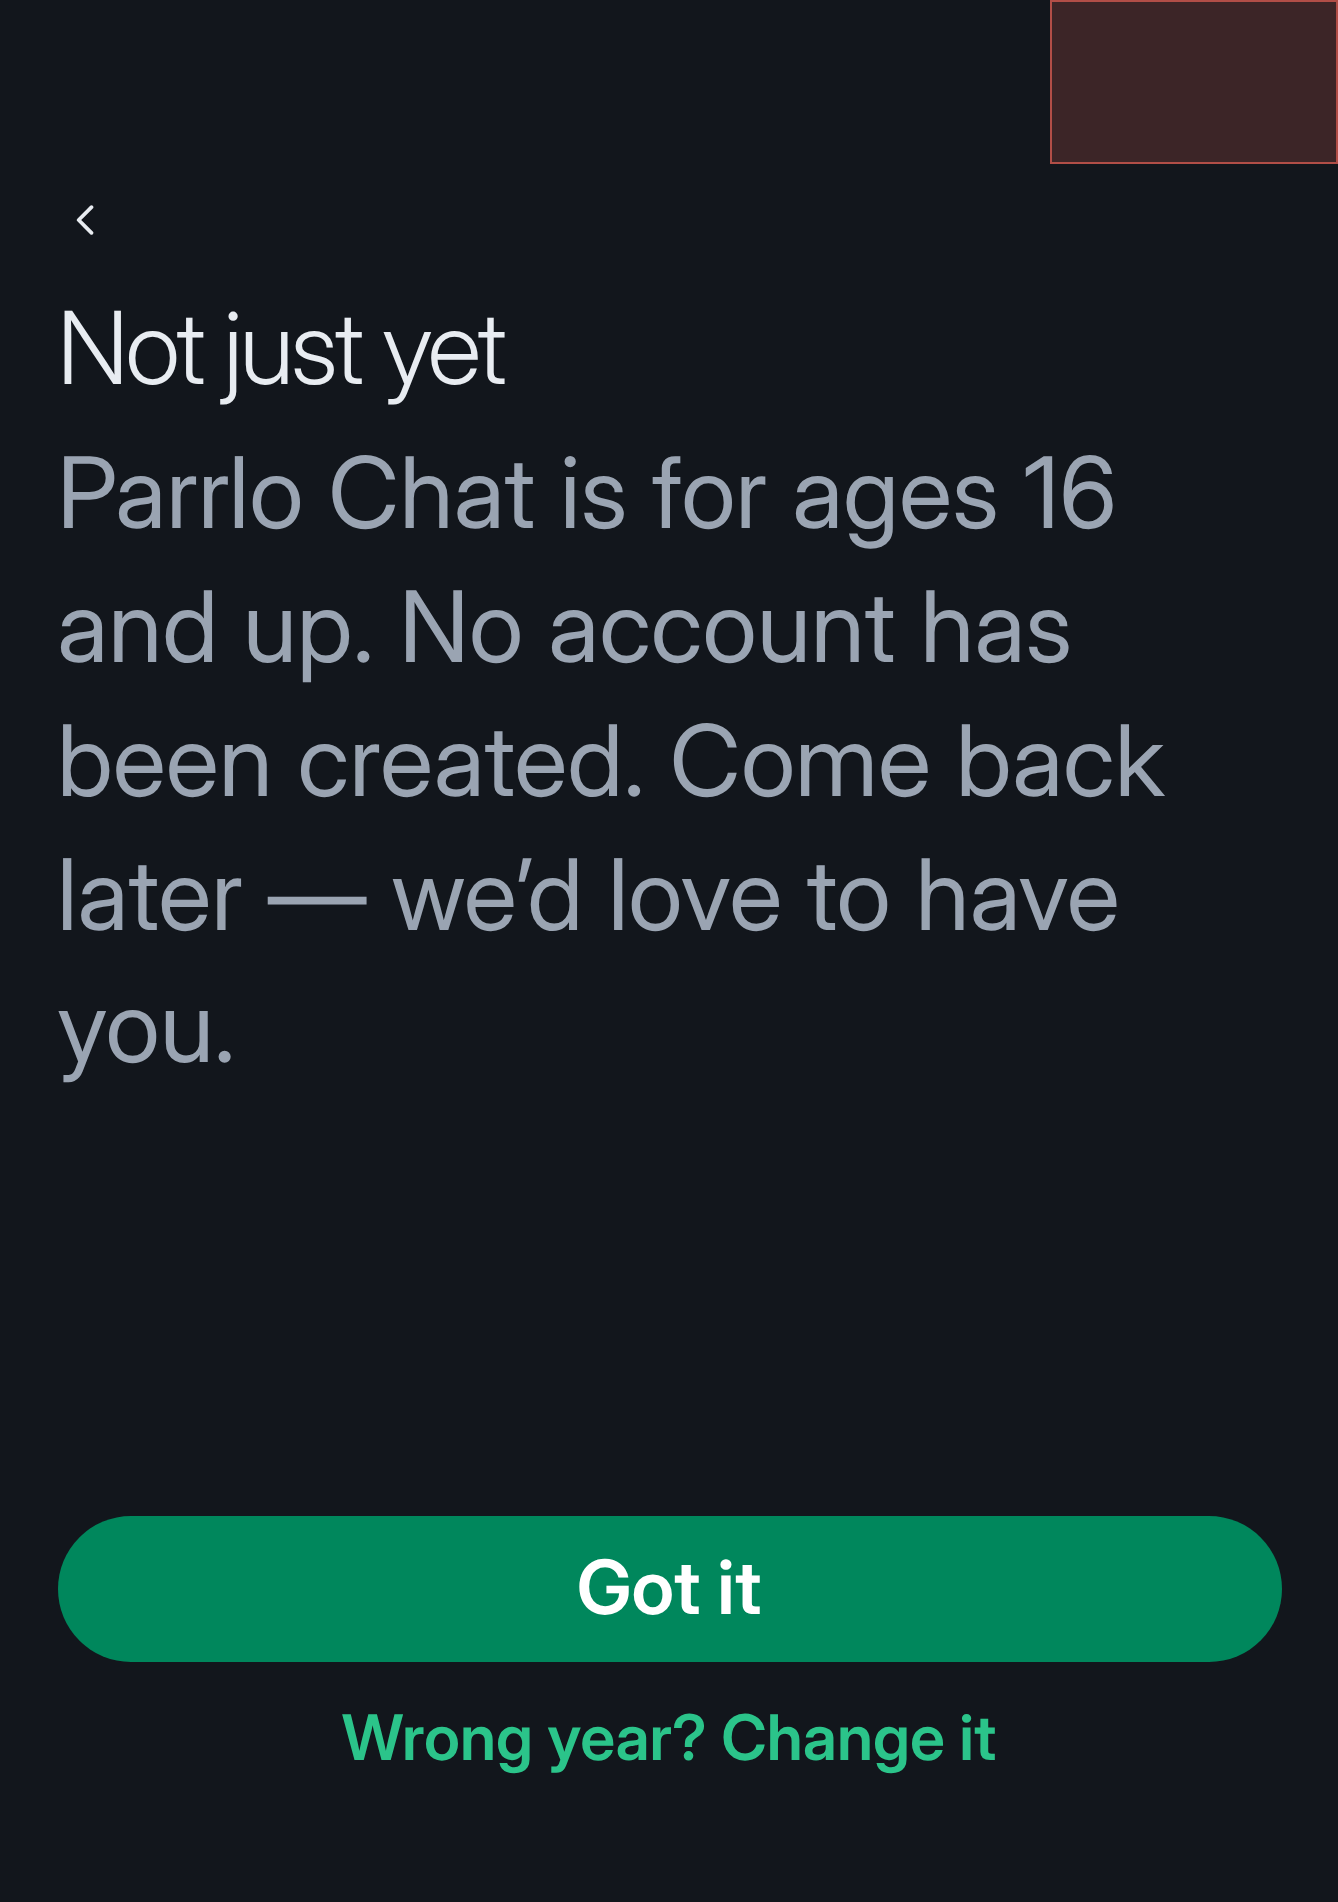 Not just yet
Parrlo Chat is for ages 16
and up. No account has
been created. Come back
later — we’d love to have
you.
Got it
Wrong year? Change it